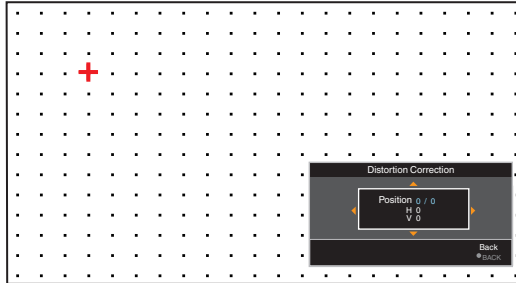 Distortion Correction
Position 0 / 0
H 0
V 0
Back
BACK